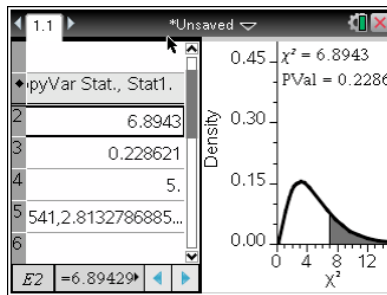 1.1
*Unsaved
opyVar Stat., Stat1.
2 6.8943
3 0.228621
4 5.
5 541,2.8132786885...
6
E2 =6.89429
0.45
0.30
0.15
0.00
Density
χ² = 6.8943
PVal = 0.2286
0 4 8 12
χ²